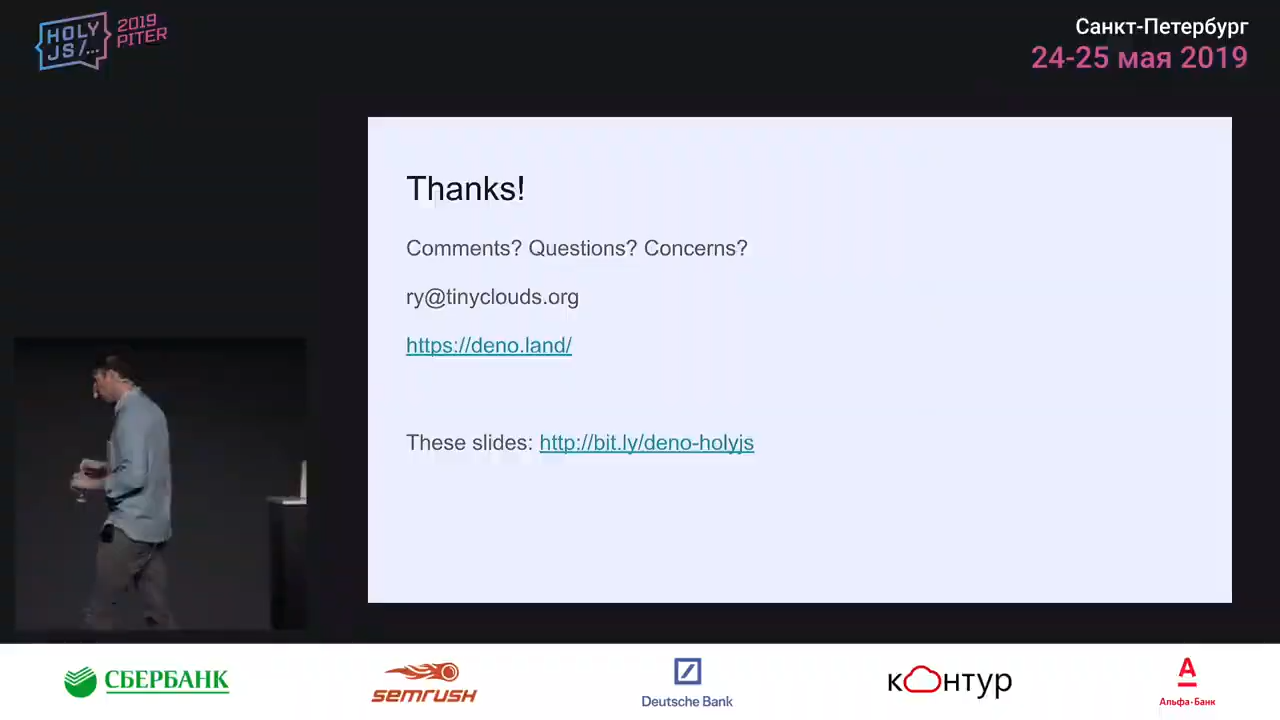 HOLY
JS/...
2019
PITER
Санкт-Петербург
24-25 мая 2019
Thanks!
Comments? Questions? Concerns?
ry@tinyclouds.org
https://deno.land/
These slides: http://bit.ly/deno-holyjs
СБЕРБАНК
semrush
Deutsche Bank
контур
А
Альфа·Банк